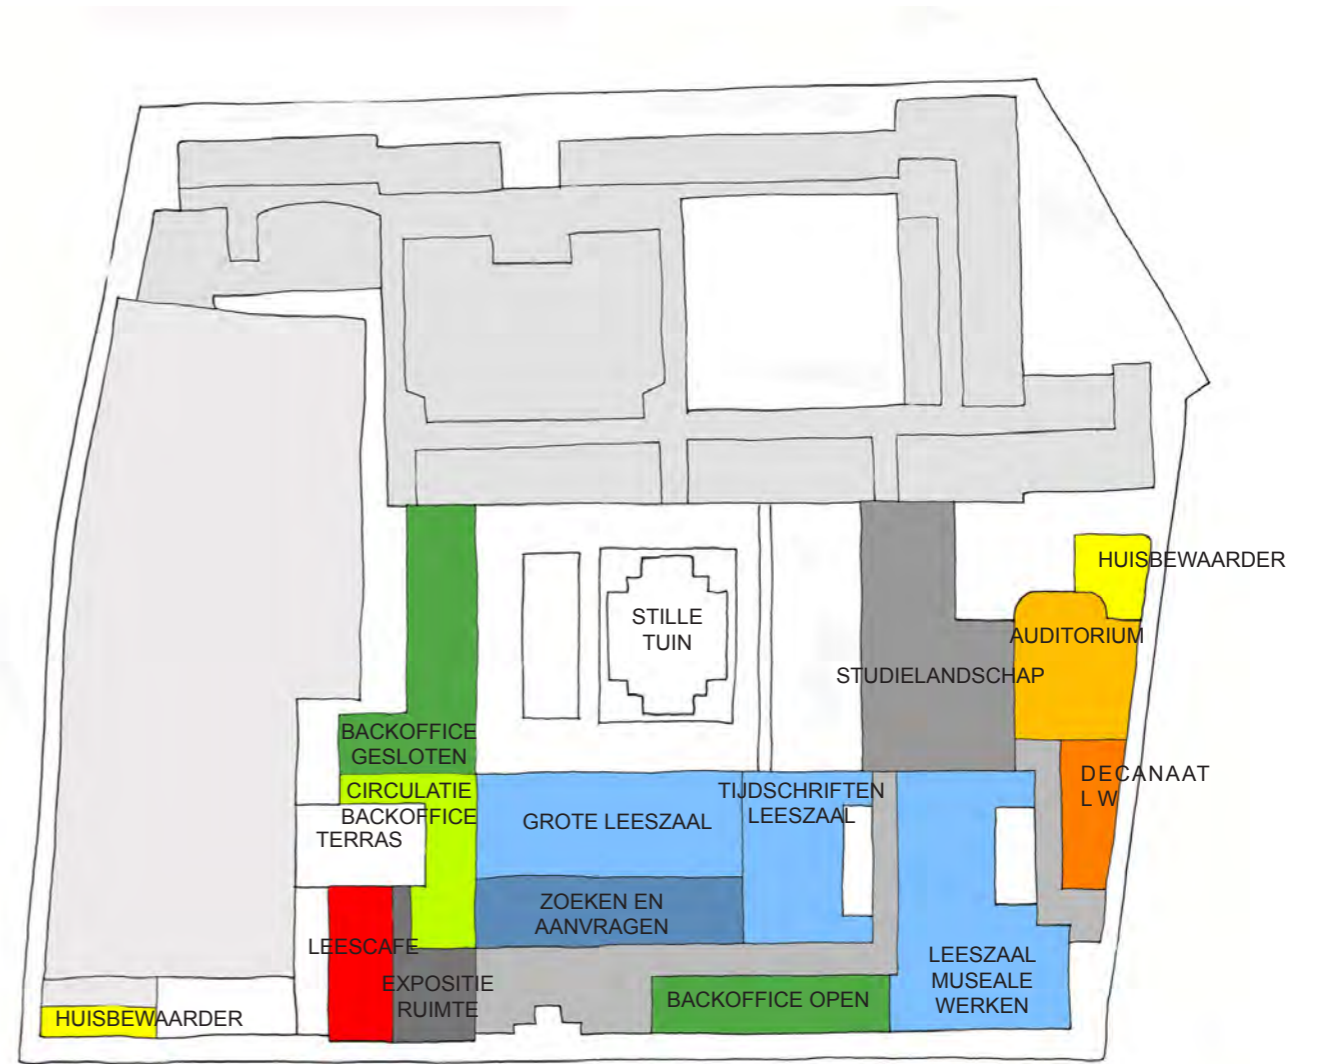 HUISBEWAARDER
STILLE
TUIN
AUDITORIUM
STUDIELANDSCHAP
BACKOFFICE
GESLOTEN
CIRCULATIE
BACKOFFICE
TERRAS
GROTE LEESZAAL
TIJDSCHRIFTEN
LEESZAAL
DECANAAT
L W
ZOEKEN EN
AANVRAGEN
LEESCAFE
EXPOSITIE
RUIMTE
BACKOFFICE OPEN
LEESZAAL
MUSEALE
WERKEN
HUISBEWAARDER